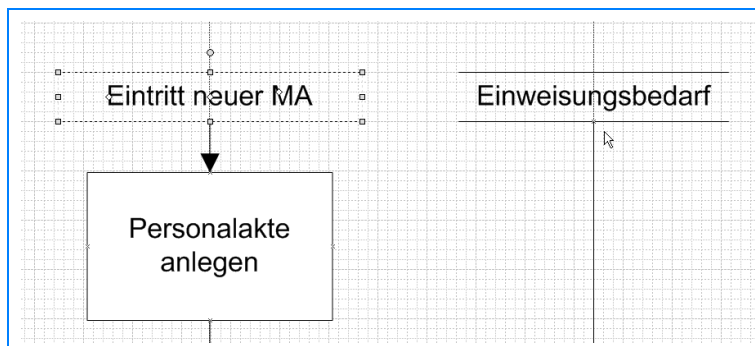 Eintritt neuer MA
Einweisungsbedarf
Personalakte
anlegen